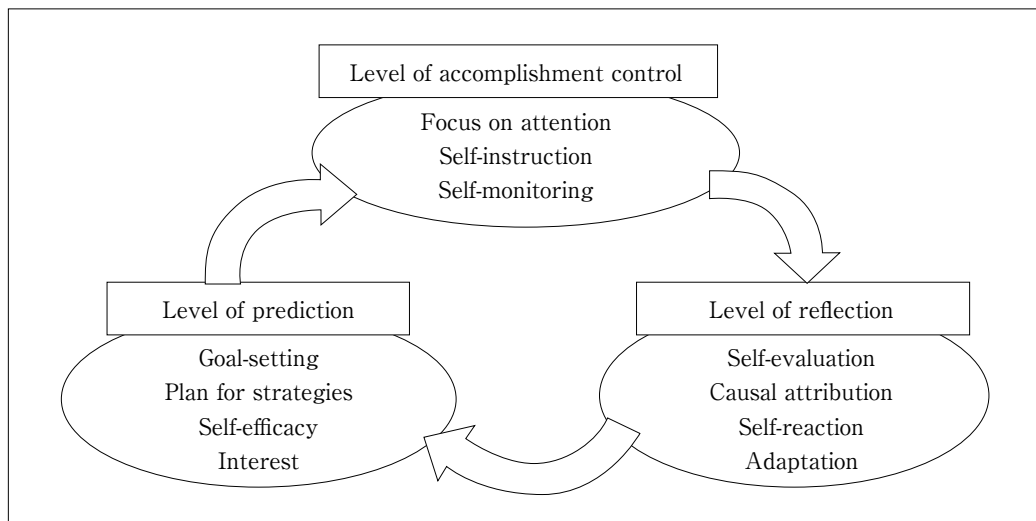 Level of accomplishment control
Focus on attention
Self-instruction
Self-monitoring
Level of prediction
Goal-setting
Plan for strategies
Self-efficacy
Interest
Level of reflection
Self-evaluation
Causal attribution
Self-reaction
Adaptation